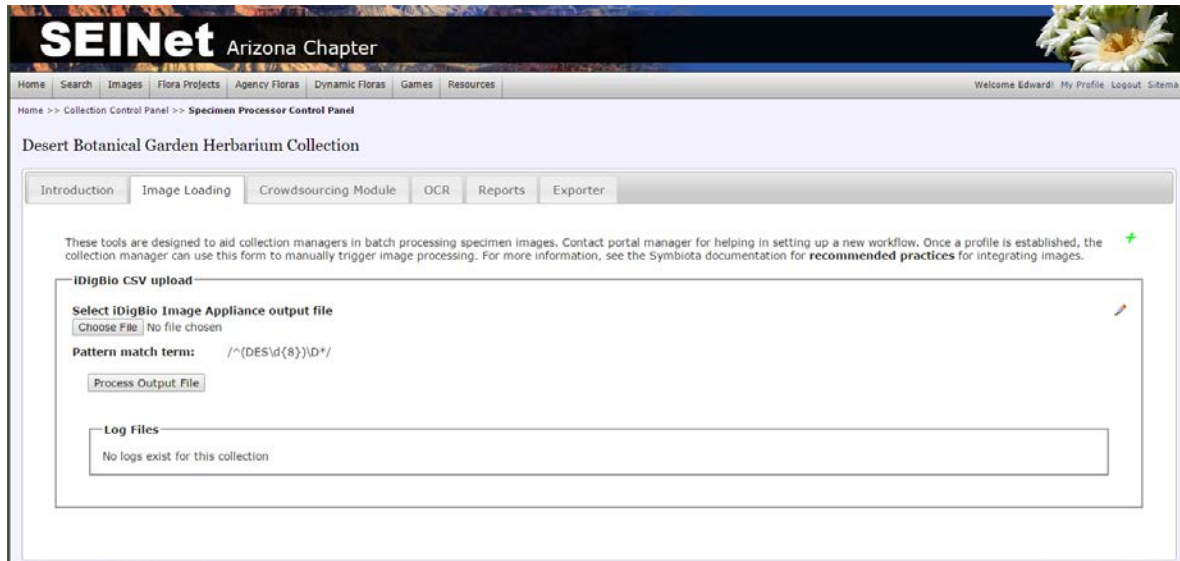 SEINet Arizona Chapter
Home Search Images Flora Projects Agency Floras Dynamic Floras Games Resources
Welcome Edward! My Profile Logout Sitema
Home >> Collection Control Panel >> Specimen Processor Control Panel
Desert Botanical Garden Herbarium Collection
Introduction Image Loading Crowdsourcing Module OCR Reports Exporter
These tools are designed to aid collection managers in batch processing specimen images. Contact portal manager for helping in setting up a new workflow. Once a profile is established, the
collection manager can use this form to manually trigger image processing. For more information, see the Symbiota documentation for recommended practices for integrating images.
iDigBio CSV upload
Select iDigBio Image Appliance output file
Choose File No file chosen
Pattern match term: /^(DES\d{8})\D*/
Process Output File
Log Files
No logs exist for this collection